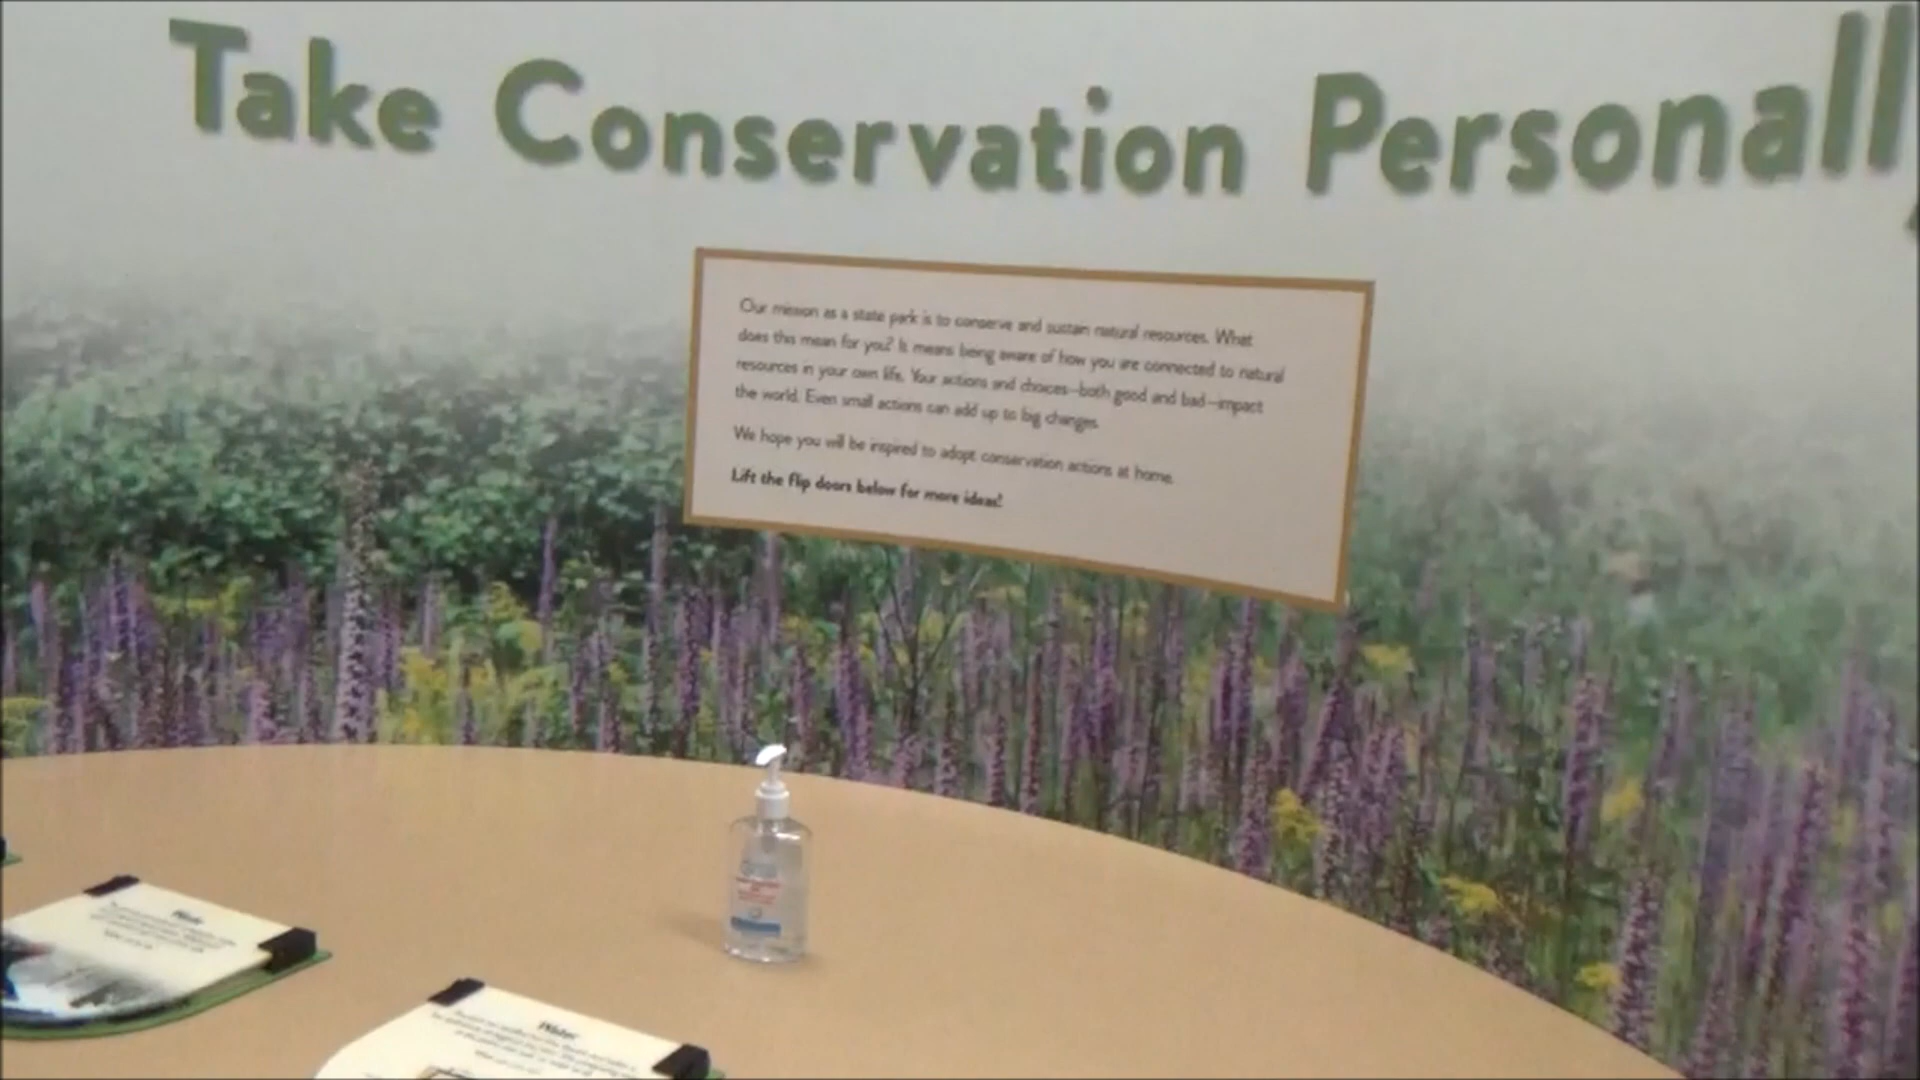 Take Conservation Personally
Our mission as a state park is to conserve and sustain natural resources. What
does this mean for you? It means being aware of how you are connected to natural
resources in your own life. Your actions and choices—both good and bad—impact
the world. Even small actions can add up to big changes.
We hope you will be inspired to adopt conservation actions at home.
Lift the flip doors below for more ideas!
Water